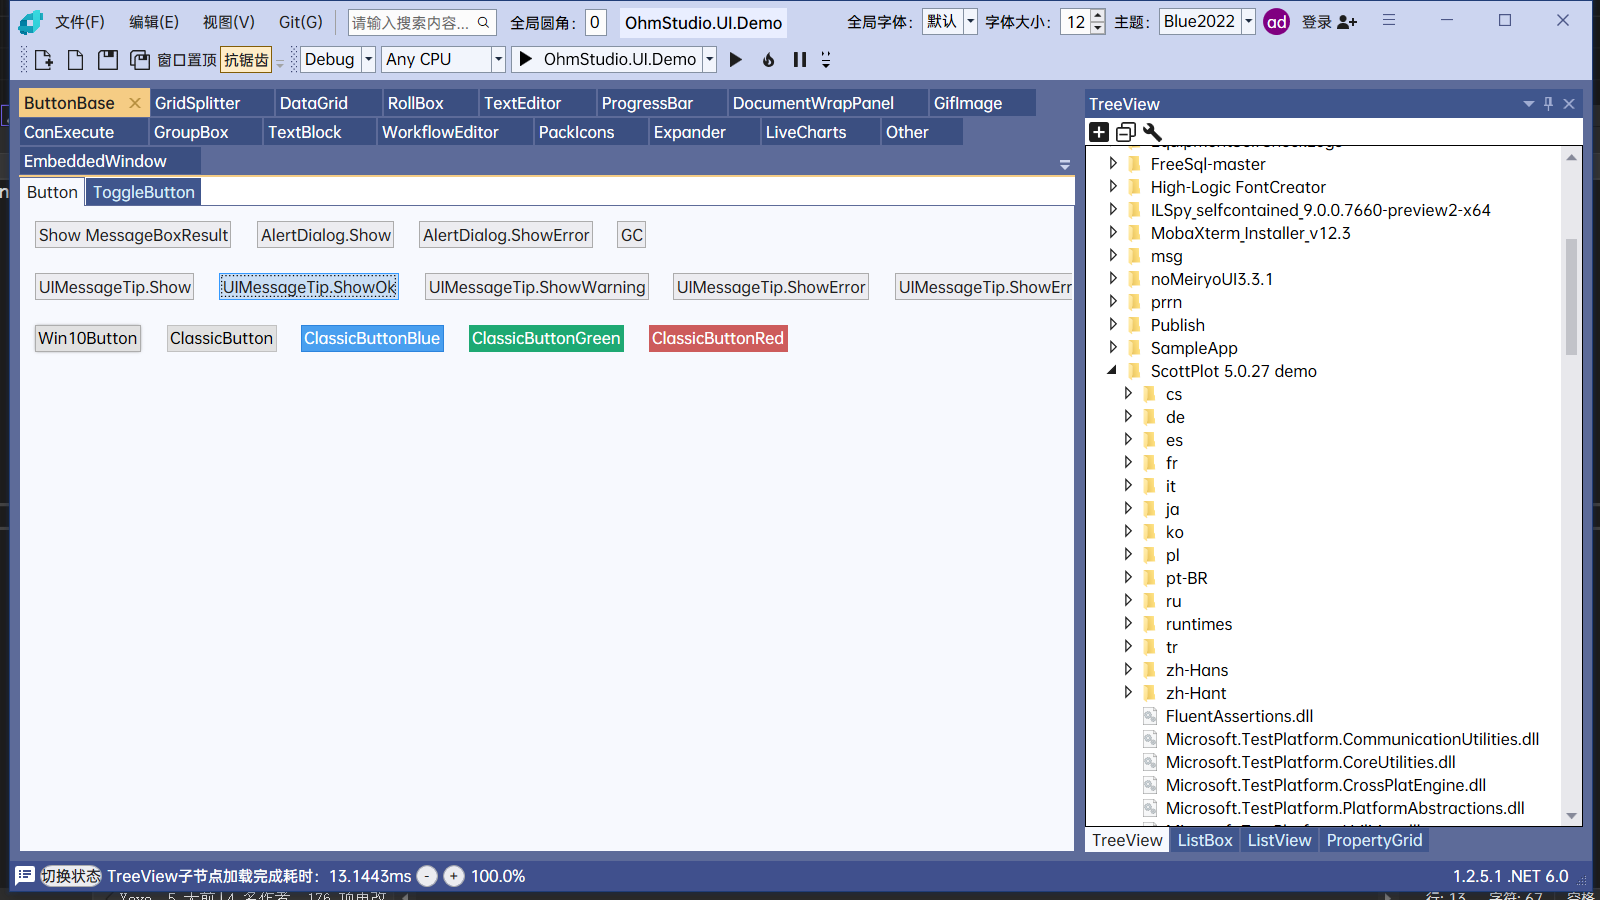 文件(F) 编辑(E) 视图(V) Git(G) 请输入搜索内容... 全局圆角: 0 OhmStudio.UI.Demo 全局字体: 默认 字体大小: 12 主题: Blue2022 ad 登录
窗口置顶 抗锯齿 Debug Any CPU OhmStudio.UI.Demo
ButtonBase GridSplitter DataGrid RollBox TextEditor ProgressBar DocumentWrapPanel GifImage
CanExecute GroupBox TextBlock WorkflowEditor PackIcons Expander LiveCharts Other
EmbeddedWindow
Button ToggleButton
Show MessageBoxResult AlertDialog.Show AlertDialog.ShowError GC
UIMessageTip.Show UIMessageTip.ShowOk UIMessageTip.ShowWarning UIMessageTip.ShowError UIMessageTip.ShowErr
Win10Button ClassicButton ClassicButtonBlue ClassicButtonGreen ClassicButtonRed
TreeView
FreeSql-master
High-Logic FontCreator
ILSpy_selfcontained_9.0.0.7660-preview2-x64
MobaXterm_Installer_v12.3
msg
noMeiryoUI3.3.1
prrn
Publish
SampleApp
ScottPlot 5.0.27 demo
cs
de
es
fr
it
ja
ko
pl
pt-BR
ru
runtimes
tr
zh-Hans
zh-Hant
FluentAssertions.dll
Microsoft.TestPlatform.CommunicationUtilities.dll
Microsoft.TestPlatform.CoreUtilities.dll
Microsoft.TestPlatform.CrossPlatEngine.dll
Microsoft.TestPlatform.PlatformAbstractions.dll
TreeView ListBox ListView PropertyGrid
切换状态 TreeView子节点加载完成耗时: 13.1443ms - + 100.0% 1.2.5.1 .NET 6.0
行: 13 字符: 67 空格